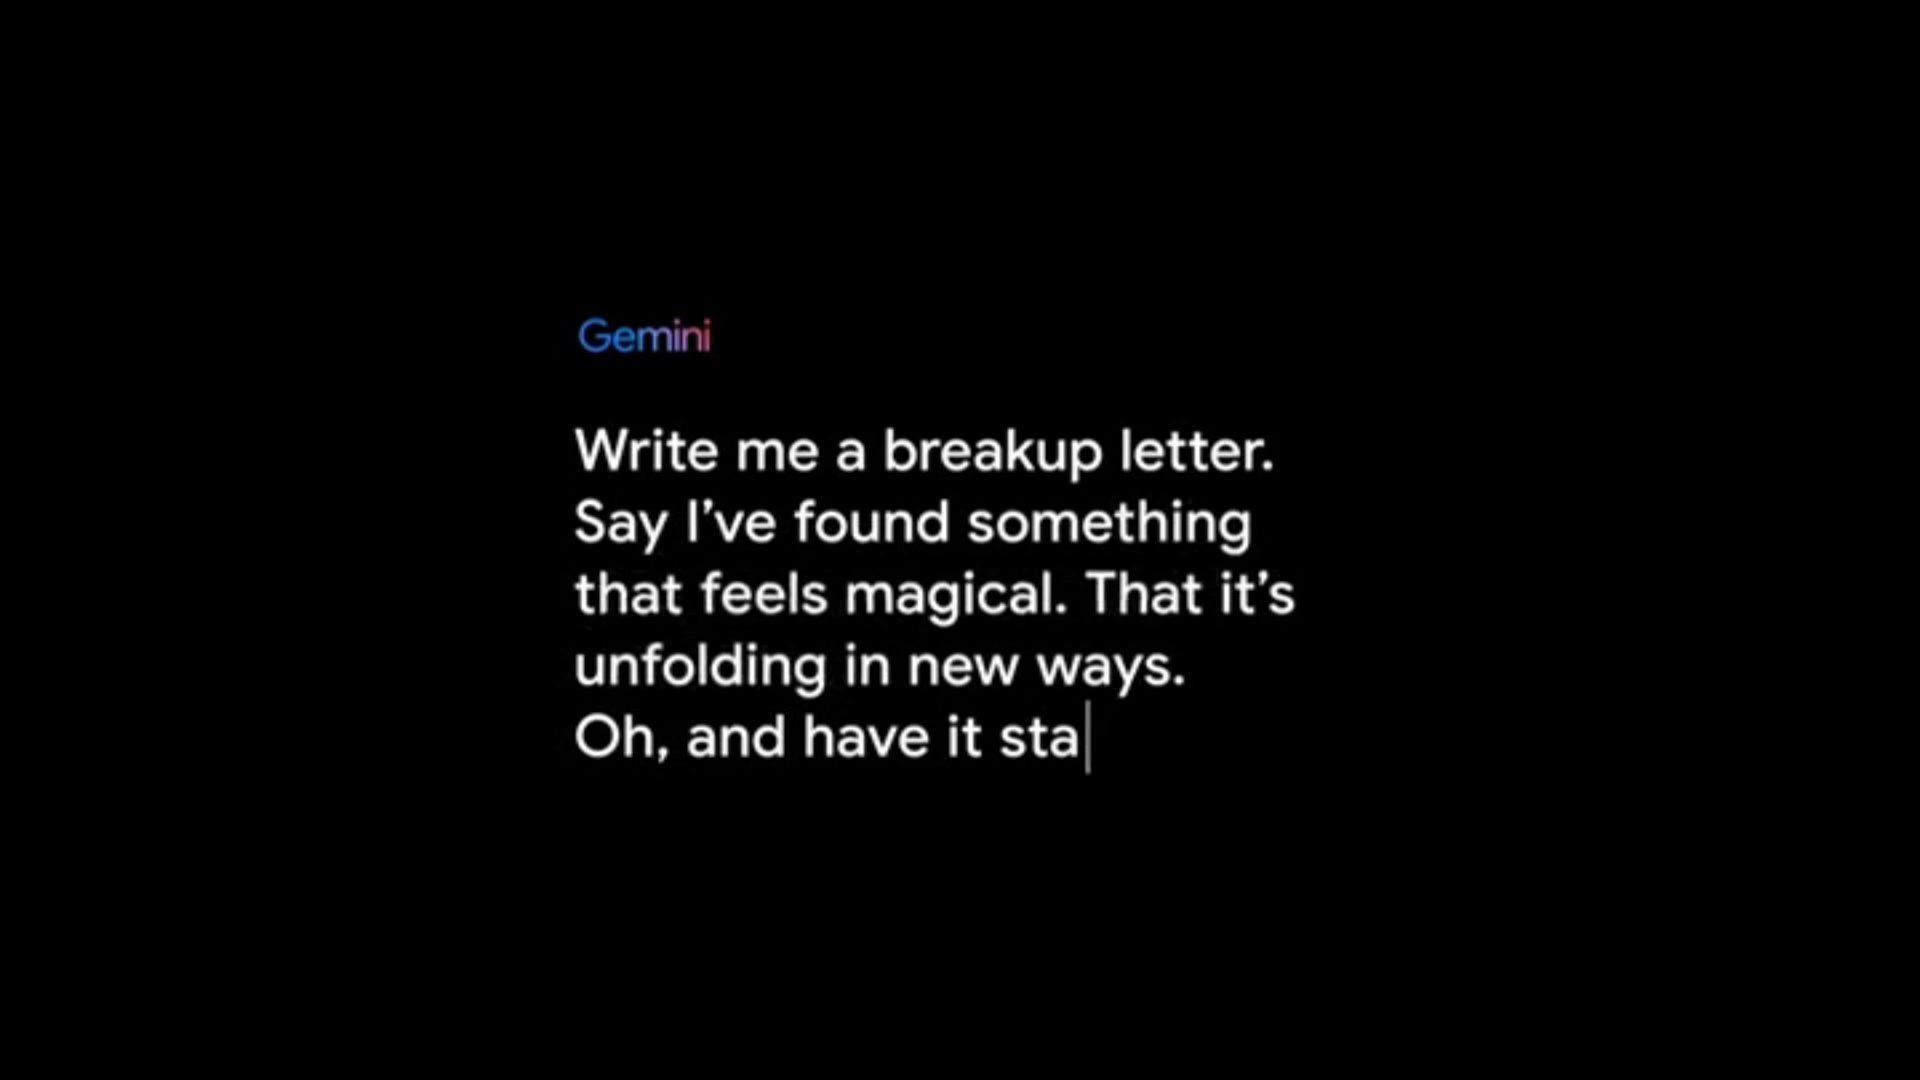 Gemini
Write me a breakup letter.
Say I’ve found something
that feels magical. That it’s
unfolding in new ways.
Oh, and have it sta